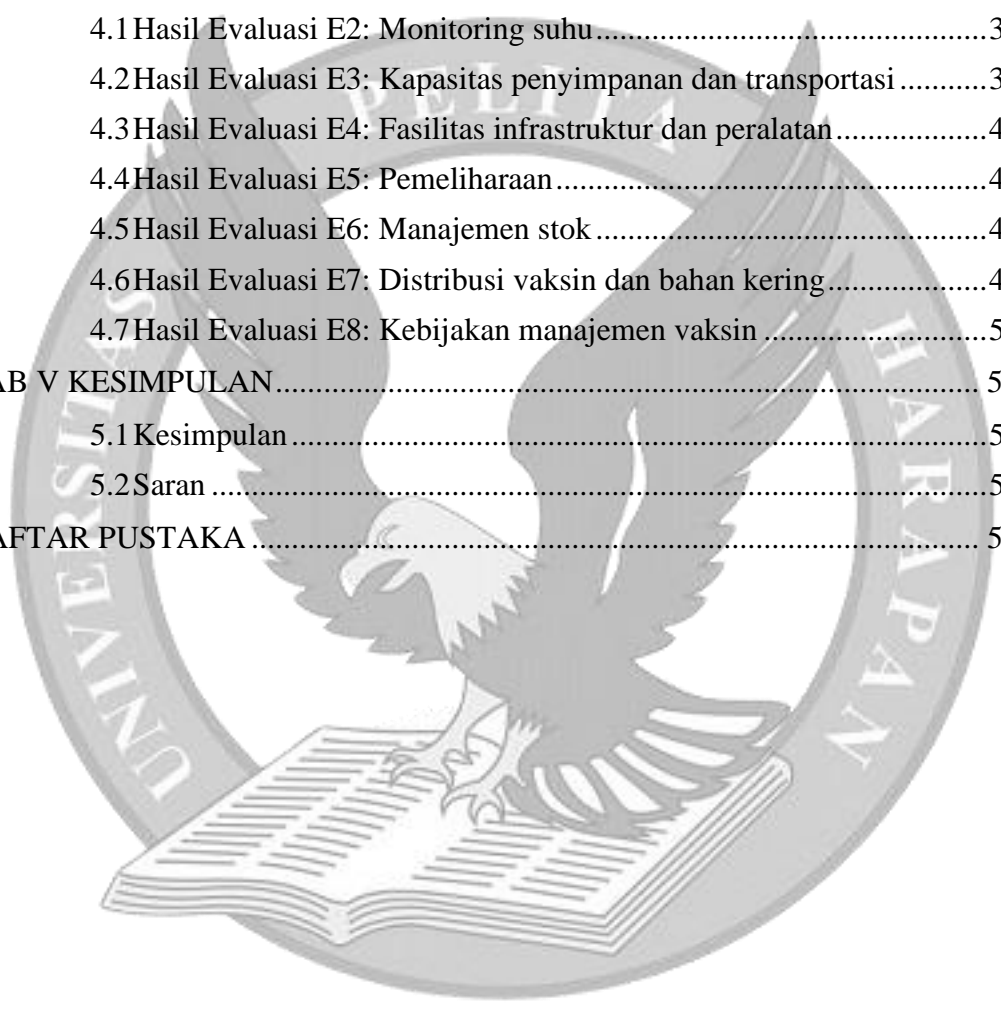 4.1 Hasil Evaluasi E2: Monitoring suhu ........................................................ 3
4.2 Hasil Evaluasi E3: Kapasitas penyimpanan dan transportasi ........... 3
4.3 Hasil Evaluasi E4: Fasilitas infrastruktur dan peralatan .................... 4
4.4 Hasil Evaluasi E5: Pemeliharaan ........................................................ 4
4.5 Hasil Evaluasi E6: Manajemen stok .................................................... 4
4.6 Hasil Evaluasi E7: Distribusi vaksin dan bahan kering ..................... 4
4.7 Hasil Evaluasi E8: Kebijakan manajemen vaksin .............................. 5
AB V KESIMPULAN ........................................................................ 5
5.1 Kesimpulan ........................................................................ 5
5.2 Saran ........................................................................ 5
AFTAR PUSTAKA ........................................................................ 5
UNIVERSITAS PELITA HARAPAN